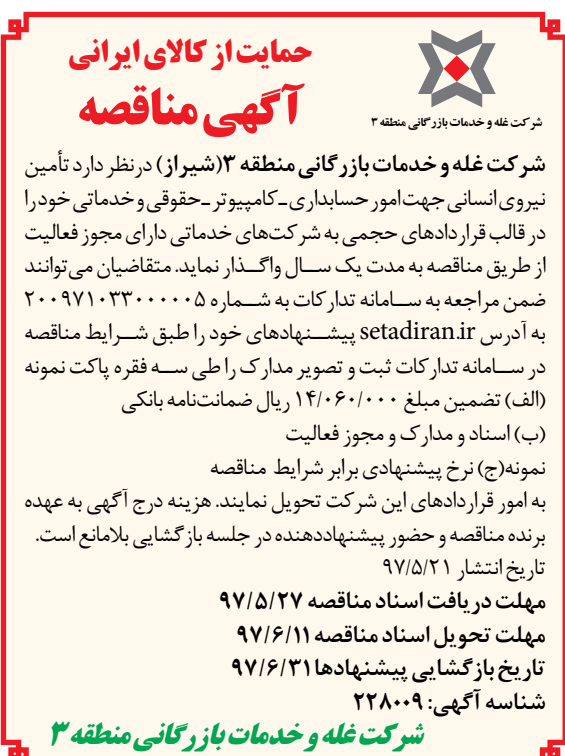 حمایت از کالای ایرانی
آگهی مناقصه
شرکت غله و خدمات بازرگانی منطقه ۳
شرکت غله و خدمات بازرگانی منطقه ۳(شیراز) درنظر دارد تأمین
نیروی انسانی جهت امور حسابداری ـ کامپیوتر ـ حقوقی و خدماتی خود را
در قالب قراردادهای حجمی به شرکت‌های خدماتی دارای مجوز فعالیت
از طریق مناقصه به مدت یک ســال واگــذار نماید. متقاضیان می‌توانند
ضمن مراجعه به ســامانه تدارکات به شــماره ۲۰۰۹۷۱۰۳۳۰۰۰۰۰۵
به آدرس setadiran.ir پیشــنهادهای خود را طبق شــرایط مناقصه
در ســامانه تدارکات ثبت و تصویر مدارک را طی ســه فقره پاکت نمونه
(الف) تضمین مبلغ ۱۴/۰۶۰/۰۰۰ ریال ضمانت‌نامه بانکی
(ب) اسناد و مدارک و مجوز فعالیت
نمونه(ج) نرخ پیشنهادی برابر شرایط مناقصه
به امور قراردادهای این شرکت تحویل نمایند. هزینه درج آگهی به عهده
برنده مناقصه و حضور پیشنهاددهنده در جلسه بازگشایی بلامانع است.
تاریخ انتشار ۹۷/۵/۲۱
مهلت دریافت اسناد مناقصه ۹۷/۵/۲۷
مهلت تحویل اسناد مناقصه ۹۷/۶/۱۱
تاریخ بازگشایی پیشنهادها ۹۷/۶/۳۱
شناسه آگهی: ۲۲۸۰۰۹
شرکت غله و خدمات بازرگانی منطقه ۳